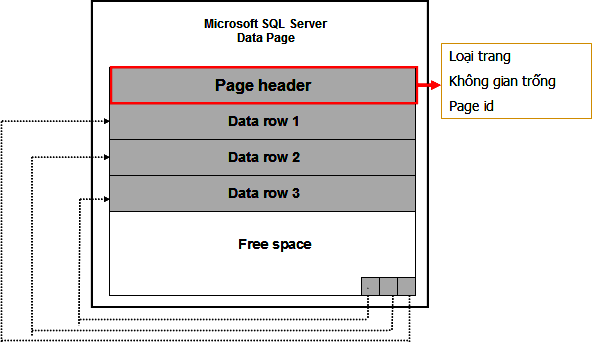 Microsoft SQL Server
Data Page
Page header
Data row 1
Data row 2
Data row 3
Free space
Loại trang
Không gian trống
Page id